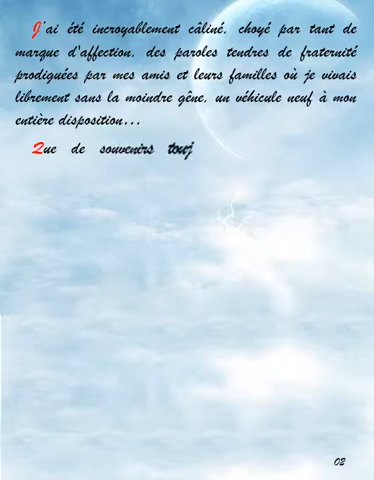 J'ai été incroyablement câliné, choyé par tant de
marque d'affection, des paroles tendres de fraternité
prodiguées par mes amis et leurs familles où je vivais
librement sans la moindre gêne, un véhicule neuf à mon
entière disposition...
Que de souvenirs touj
02